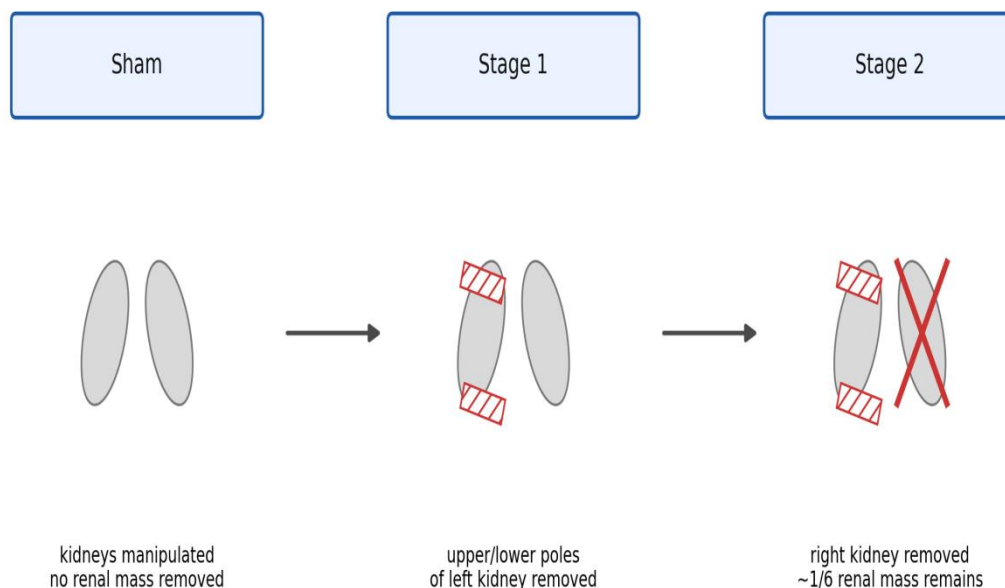 Sham
Stage 1
Stage 2
kidneys manipulated
no renal mass removed
upper/lower poles
of left kidney removed
right kidney removed
~1/6 renal mass remains